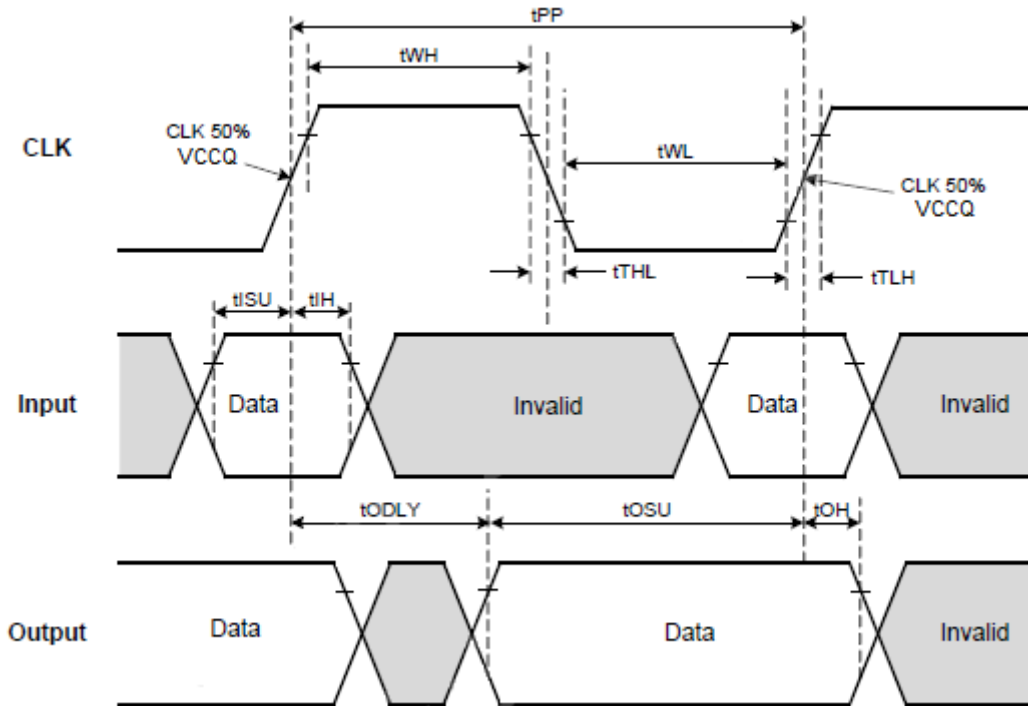 tPP
tWH
CLK
CLK 50%
VCCQ
tWL
CLK 50%
VCCQ
tTHL
tTLH
tISU
tIH
Input
Data
Invalid
Data
Invalid
tODLY
tOSU
tOH
Output
Data
Data
Invalid